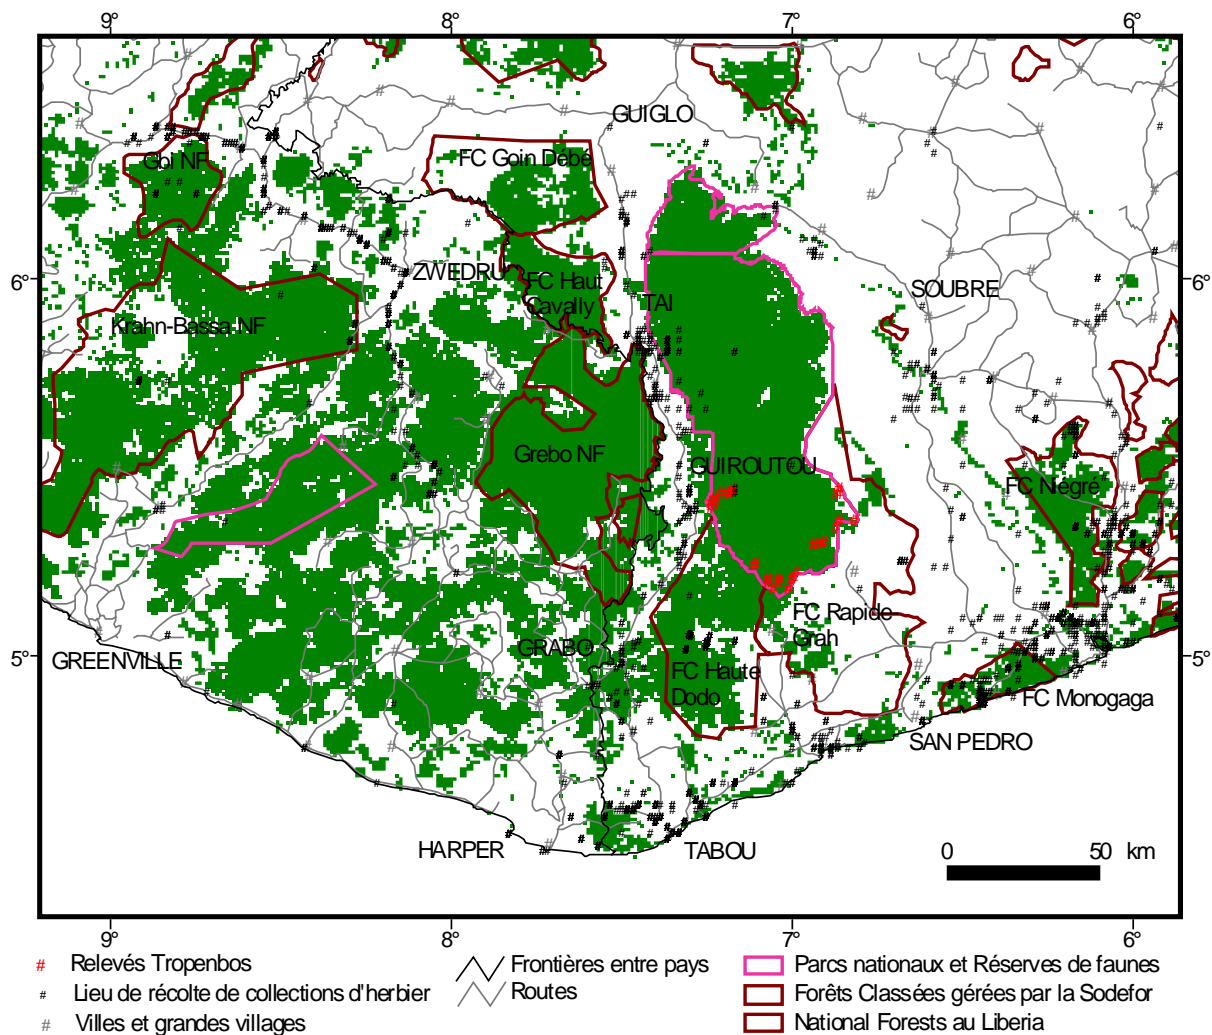 9° 8° 7° 6°
GUIGLO
Gbi NF
FC Goin Débé
6° ZWEDRU 6°
FC Haut
Cavally
TAI
SOUBRE
Krahn-Bassa NF
Grebo NF
GUIROUTOU
FC Négré
FC Rapide-
Grah
GRABO
5° GREENVILLE 5°
FC Haute
Dodo
FC Monogaga
SAN PEDRO
HARPER
TABOU
0 50 km
9° 8° 7° 6°
# Relevés Tropenbos
# Lieu de récolte de collections d'herbier
# Villes et grandes villages
Frontières entre pays
Routes
Parcs nationaux et Réserves de faunes
Forêts Classées gérées par la Sodefor
National Forests au Liberia